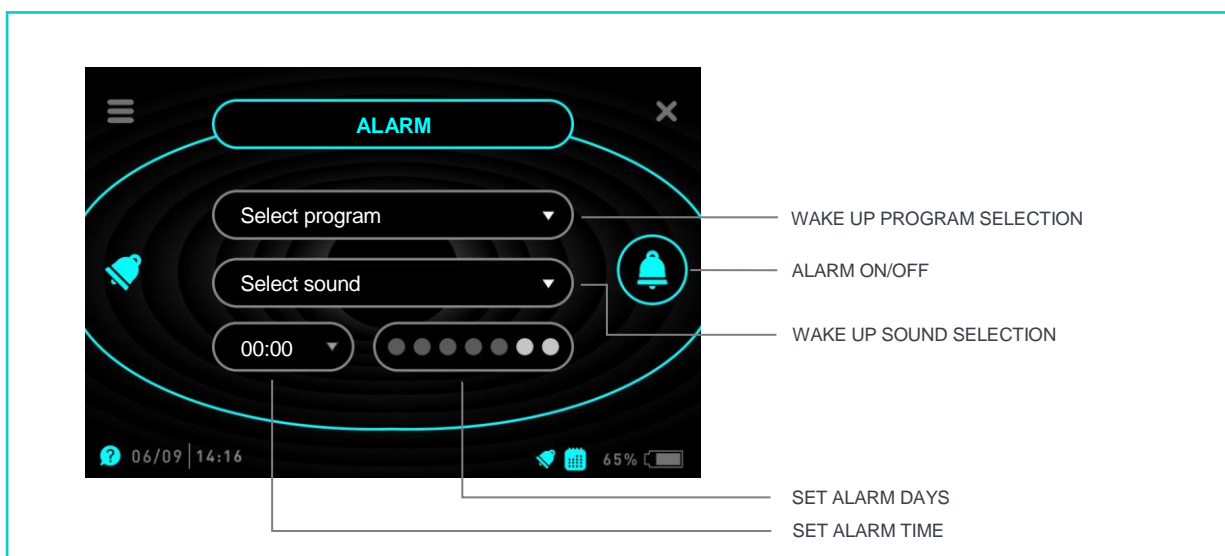 ALARM
Select program
WAKE UP PROGRAM SELECTION
ALARM ON/OFF
Select sound
WAKE UP SOUND SELECTION
00:00
? 06/09 14:16
65%
SET ALARM DAYS
SET ALARM TIME